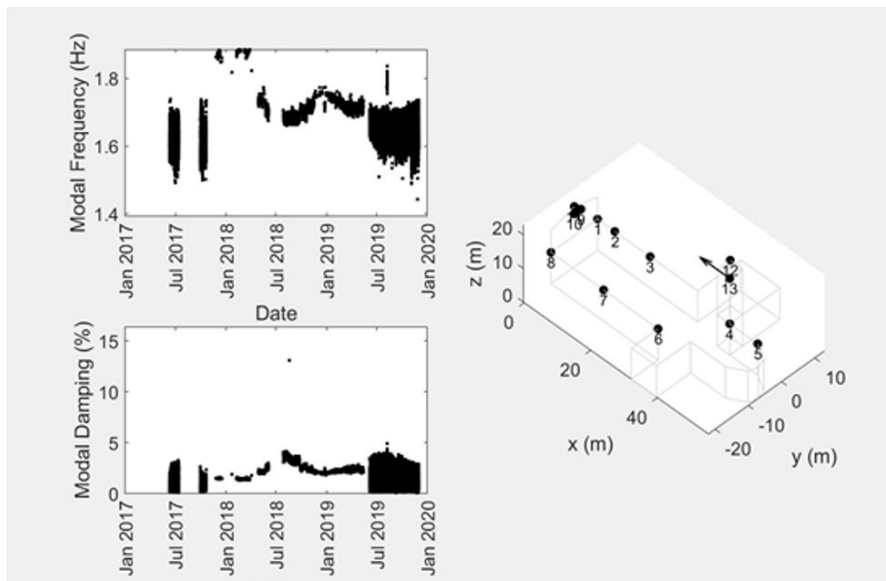 Modal Frequency (Hz)
1.8
1.6
1.4
Jan 2017
Jul 2017
Jan 2018
Jul 2018
Jan 2019
Jul 2019
Jan 2020
Date
Modal Damping (%)
15
10
5
0
Jan 2017
Jul 2017
Jan 2018
Jul 2018
Jan 2019
Jul 2019
Jan 2020
z (m)
20
10
0
0
20
40
x (m)
-20
-10
0
10
y (m)
10
9
1
2
3
12
13
8
7
6
4
5